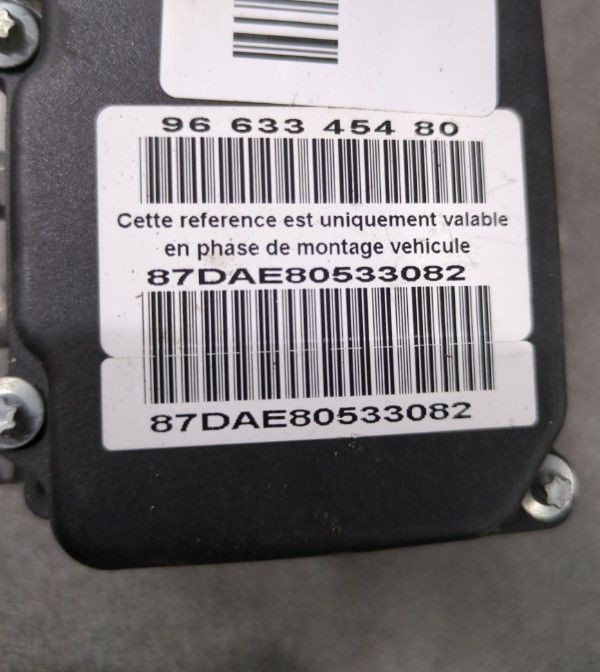 96 633 454 80
Cette reference est uniquement valable
en phase de montage vehicule
87DAE80533082
87DAE80533082